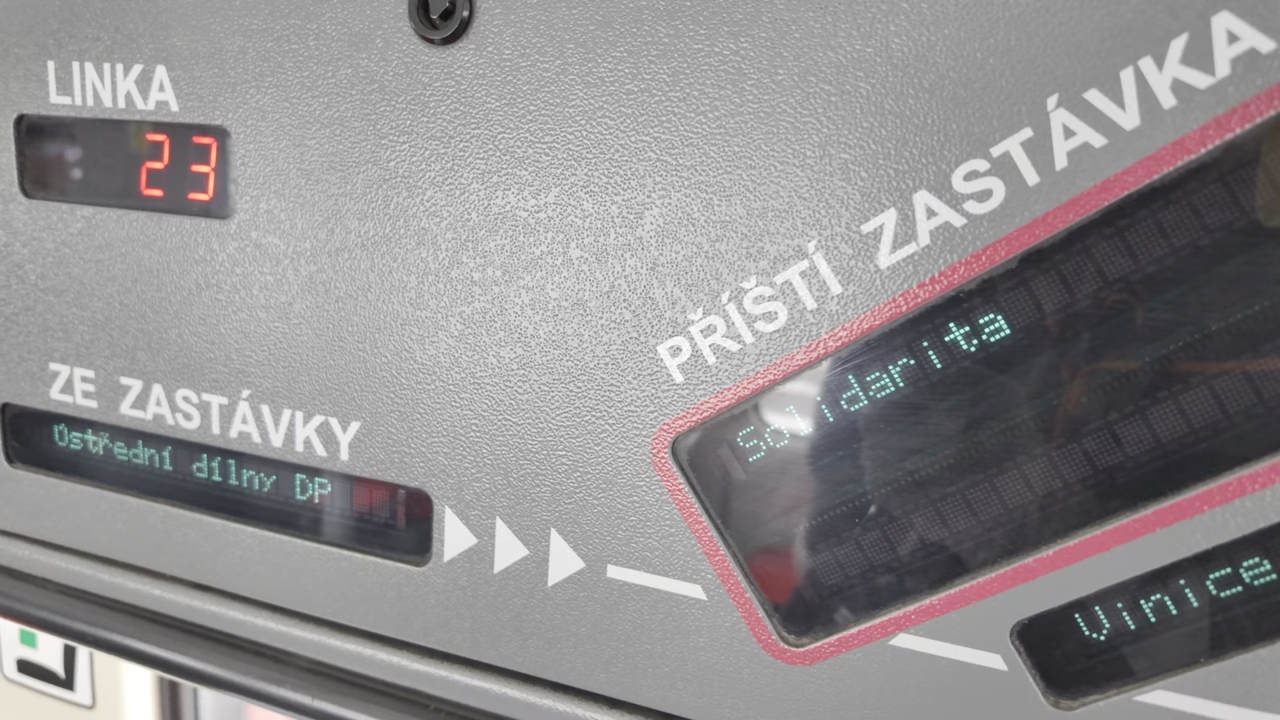 LINKA
23
PŘÍŠTÍ ZASTÁVKA
Solidarita
ZE ZASTÁVKY
Ústřední dílny DP
Vinice